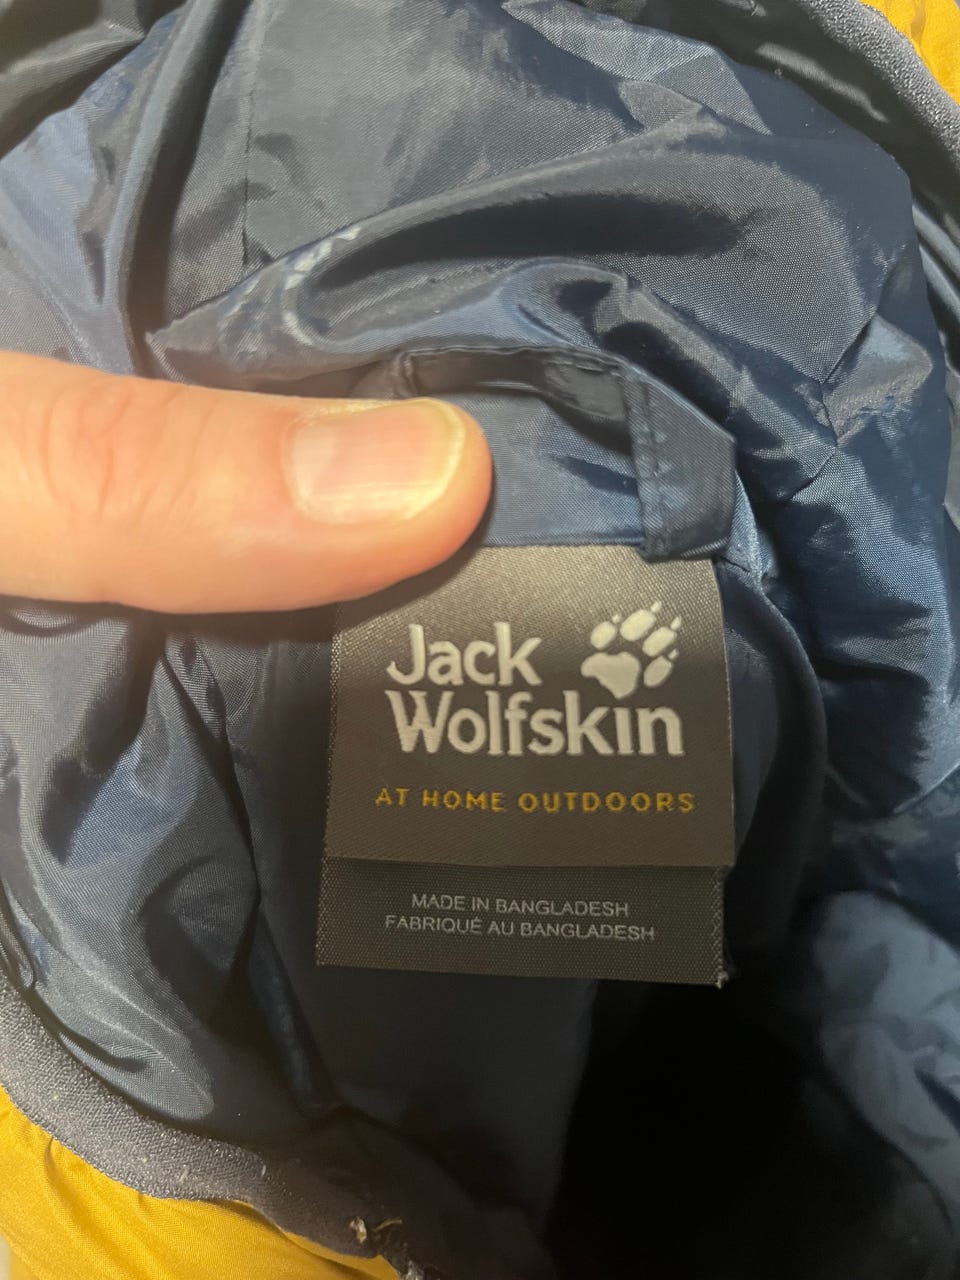 Jack
Wolfskin
AT HOME OUTDOORS
MADE IN BANGLADESH
FABRIQUÉ AU BANGLADESH